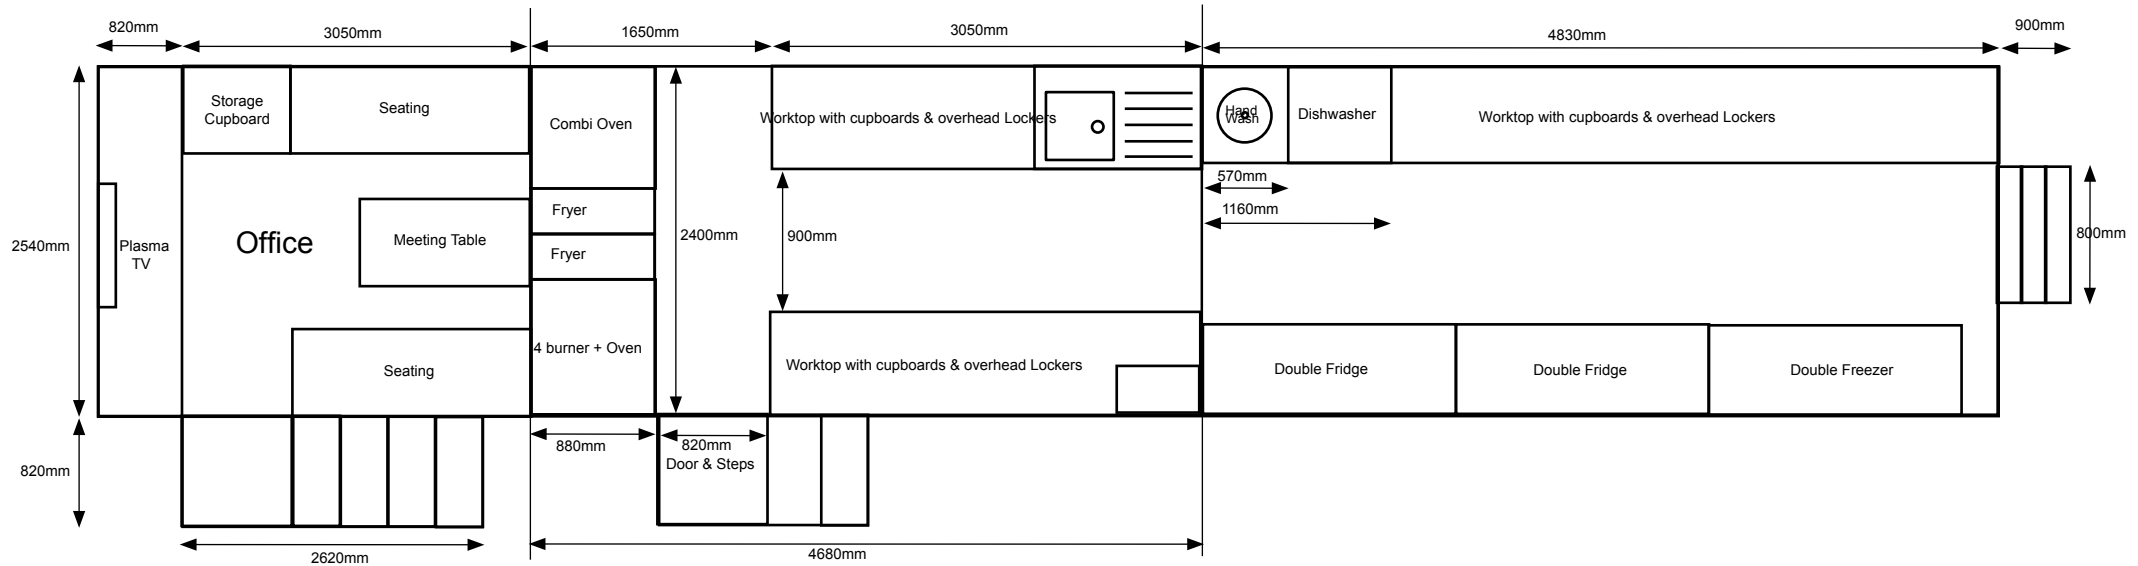 820mm
3050mm
1650mm
3050mm
4830mm
900mm
Storage
Cupboard
Seating
Combi Oven
Worktop with cupboards & overhead Lockers
Hand
Wash
Dishwasher
Worktop with cupboards & overhead Lockers
570mm
1160mm
Fryer
2540mm
Plasma
TV
Office
Meeting Table
2400mm
900mm
800mm
Fryer
4 burner + Oven
Seating
Worktop with cupboards & overhead Lockers
Double Fridge
Double Fridge
Double Freezer
880mm
820mm
Door & Steps
820mm
2620mm
4680mm